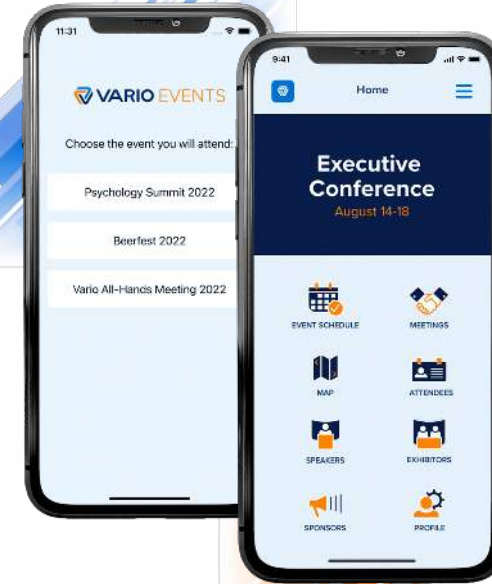 11:31
VARIO EVENTS
Choose the event you will attend:
Psychology Summit 2022
Beerfest 2022
Vario All-Hands Meeting 2022
9:41
Home
Executive
Conference
August 14-18
EVENT SCHEDULE
MEETINGS
MAP
ATTENDEES
SPEAKERS
EXHIBITORS
SPONSORS
PROFILE